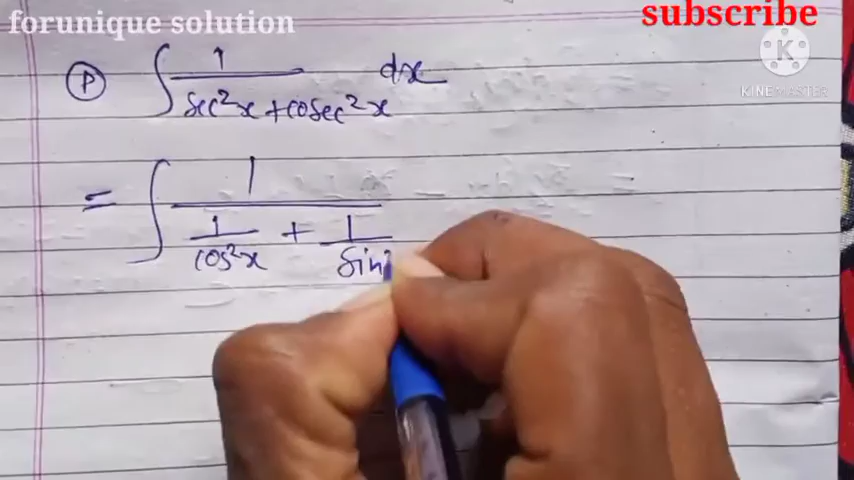 forunique solution
subscribe
K
KINEMASTER
P ∫ 1 / (sec²x + cosec²x) dx
= ∫ 1 / (1/cos²x + 1/sin